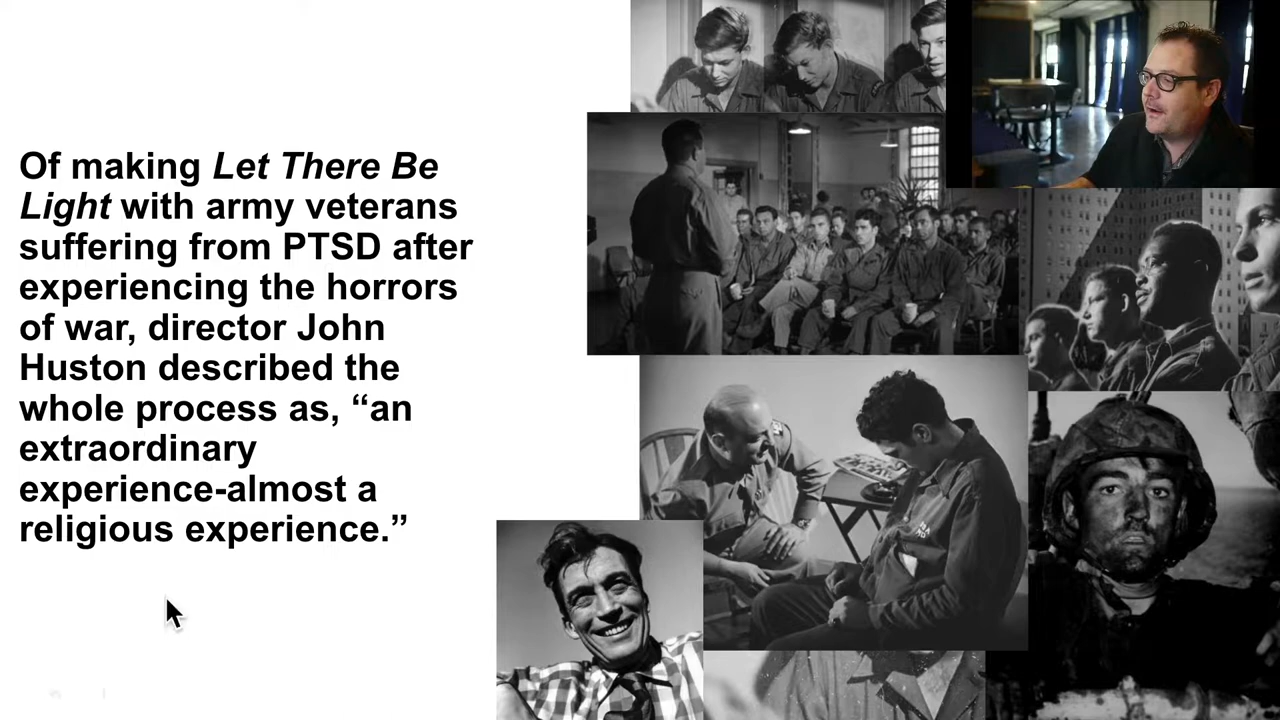 Of making Let There Be
Light with army veterans
suffering from PTSD after
experiencing the horrors
of war, director John
Huston described the
whole process as, “an
extraordinary
experience-almost a
religious experience.”